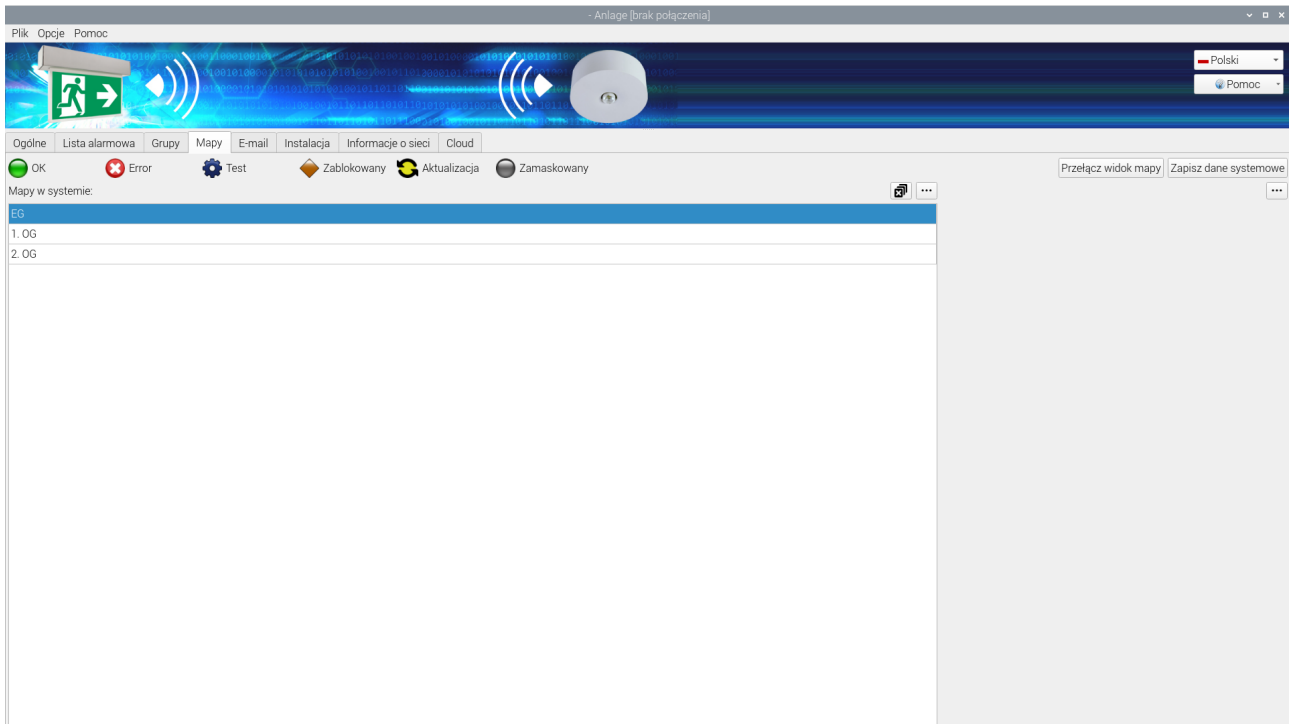 - Anlage [brak połączenia]
Plik Opcje Pomoc
Polski
Pomoc
Ogólne Lista alarmowa Grupy Mapy E-mail Instalacja Informacje o sieci Cloud
OK Error Test Zablokowany Aktualizacja Zamaskowany Przełącz widok mapy Zapisz dane systemowe
Mapy w systemie:
EG
1. OG
2. OG